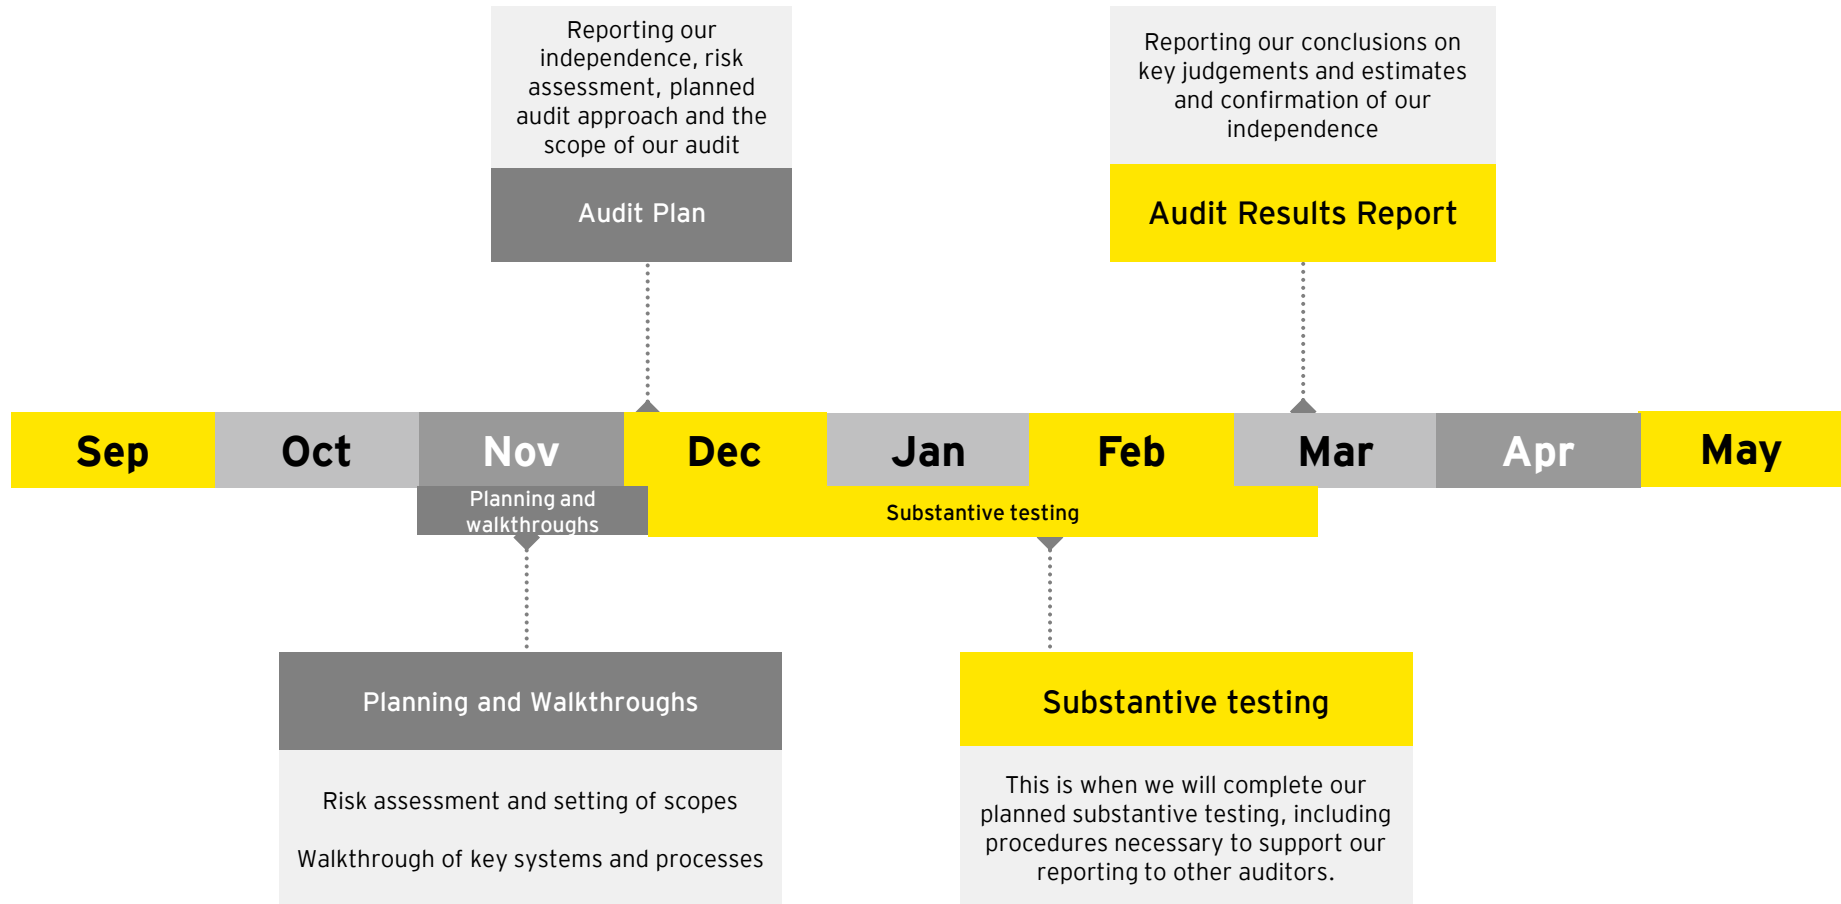 Reporting our
independence, risk
assessment, planned
audit approach and the
scope of our audit
Audit Plan
Reporting our conclusions on
key judgements and estimates
and confirmation of our
independence
Audit Results Report
Sep Oct Nov Dec Jan Feb Mar Apr May
Planning and
walkthroughs
Substantive testing
Planning and Walkthroughs
Risk assessment and setting of scopes
Walkthrough of key systems and processes
Substantive testing
This is when we will complete our
planned substantive testing, including
procedures necessary to support our
reporting to other auditors.